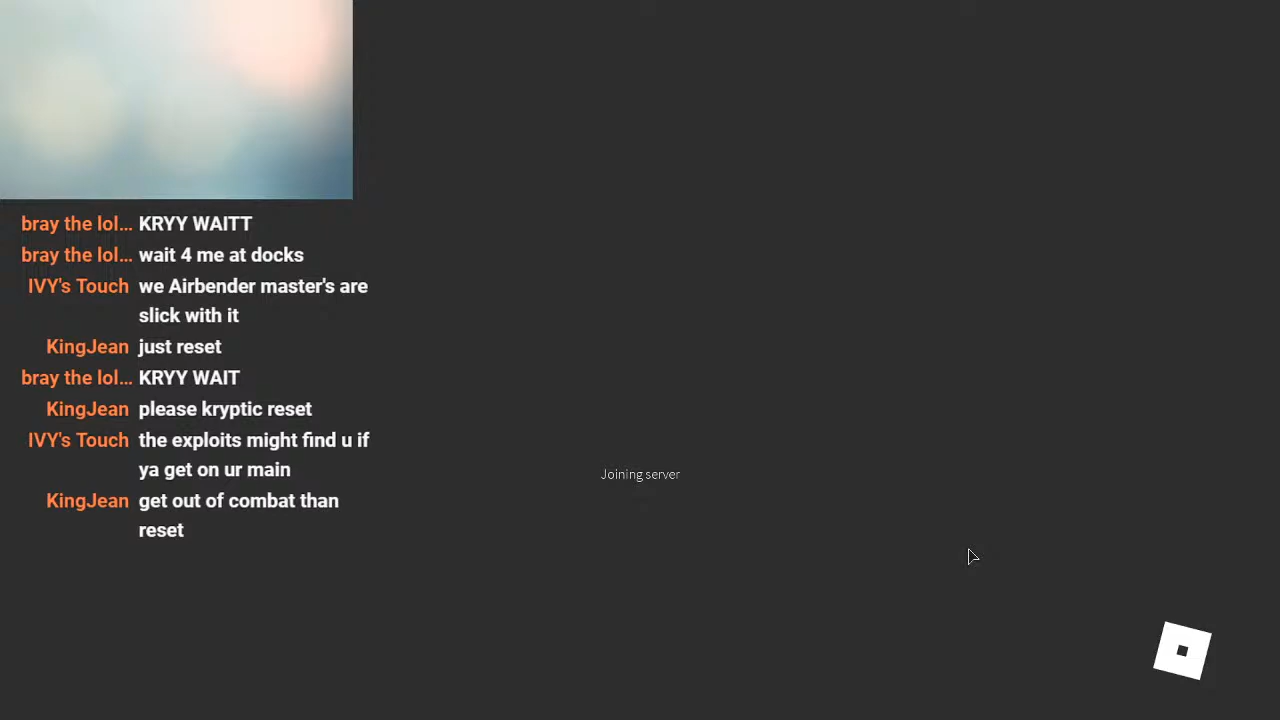 bray the lol... KRYY WAITT
bray the lol... wait 4 me at docks
IVY's Touch we Airbender master's are
slick with it
KingJean just reset
bray the lol... KRYY WAIT
KingJean please kryptic reset
IVY's Touch the exploits might find u if
ya get on ur main
Joining server
KingJean get out of combat than
reset